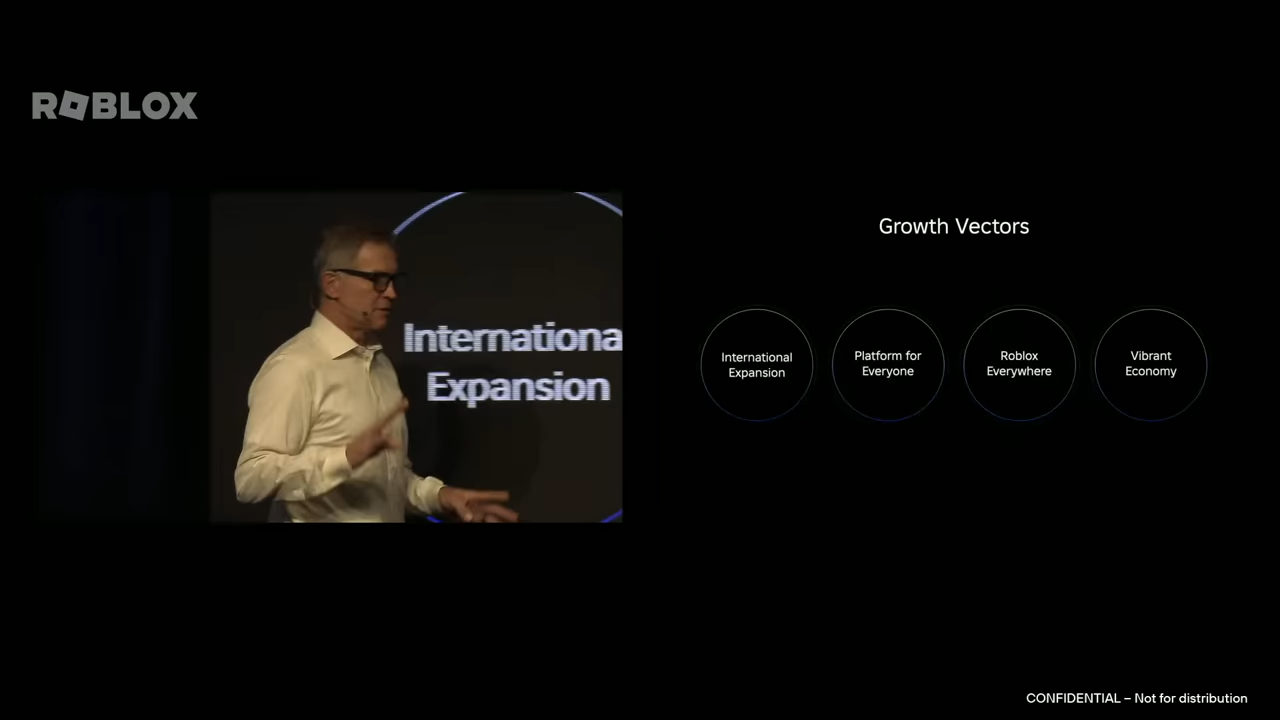 ROBLOX
Internationa
Expansion
Growth Vectors
International
Expansion
Platform for
Everyone
Roblox
Everywhere
Vibrant
Economy
CONFIDENTIAL – Not for distribution